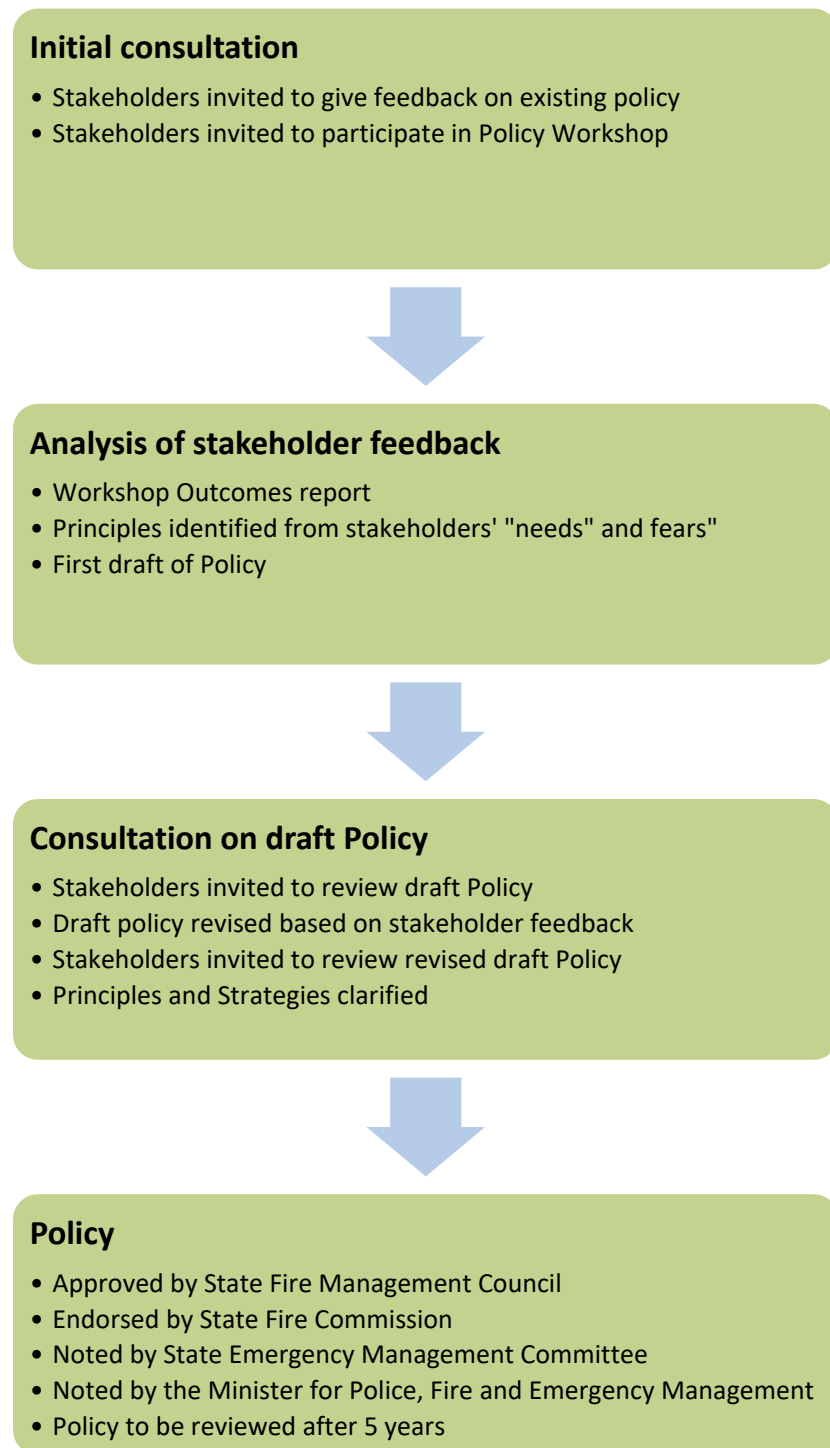 Initial consultation
• Stakeholders invited to give feedback on existing policy
• Stakeholders invited to participate in Policy Workshop
Analysis of stakeholder feedback
• Workshop Outcomes report
• Principles identified from stakeholders' "needs" and fears"
• First draft of Policy
Consultation on draft Policy
• Stakeholders invited to review draft Policy
• Draft policy revised based on stakeholder feedback
• Stakeholders invited to review revised draft Policy
• Principles and Strategies clarified
Policy
• Approved by State Fire Management Council
• Endorsed by State Fire Commission
• Noted by State Emergency Management Committee
• Noted by the Minister for Police, Fire and Emergency Management
• Policy to be reviewed after 5 years